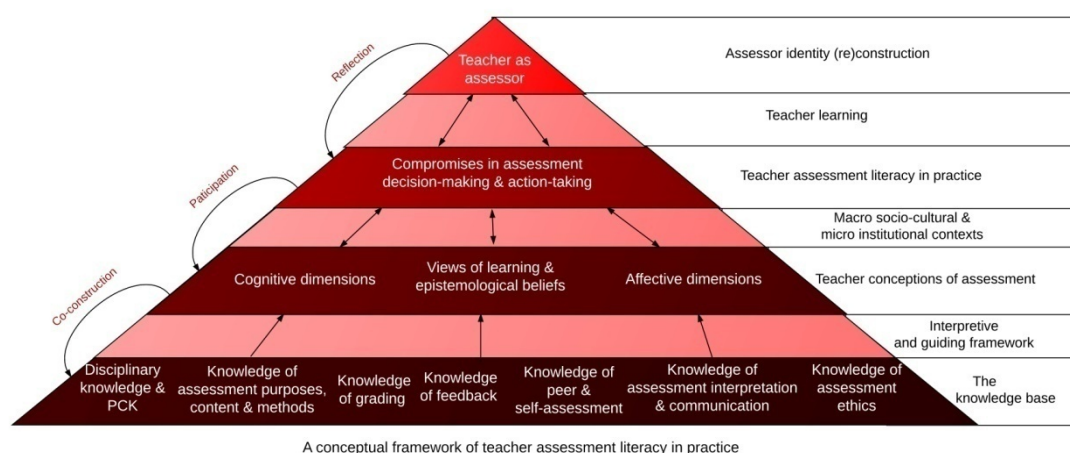 Teacher as
assessor
Assessor identity (re)construction
Reflection
Teacher learning
Compromises in assessment
decision-making & action-taking
Teacher assessment literacy in practice
Paticipation
Macro socio-cultural &
micro institutional contexts
Cognitive dimensions
Views of learning &
epistemological beliefs
Affective dimensions
Teacher conceptions of assessment
Co-construction
Interpretive
and guiding framework
Disciplinary
knowledge &
PCK
Knowledge of
assessment purposes,
content & methods
Knowledge
of grading
Knowledge
of feedback
Knowledge of
peer &
self-assessment
Knowledge of
assessment interpretation
& communication
Knowledge of
assessment
ethics
The
knowledge base
A conceptual framework of teacher assessment literacy in practice